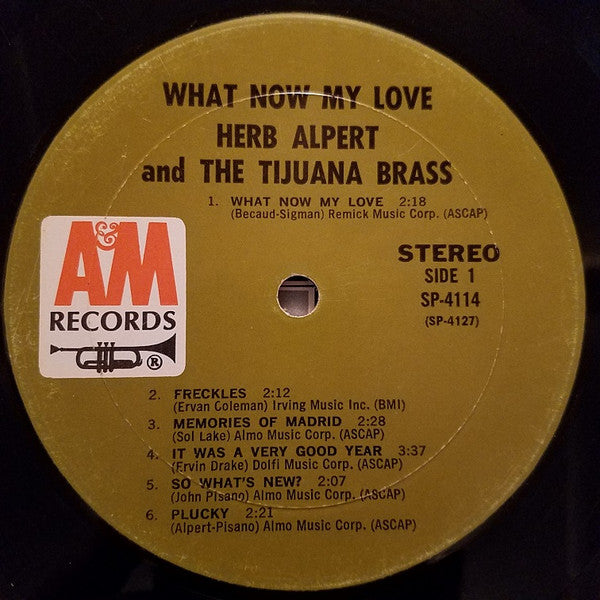 WHAT NOW MY LOVE
HERB ALPERT
and THE TIJUANA BRASS
1. WHAT NOW MY LOVE 2:18
(Becaud-Sigman) Remick Music Corp. (ASCAP)
A&M
RECORDS
®
STEREO
SIDE 1
SP-4114
(SP-4127)
2. FRECKLES 2:12
(Ervan Coleman) Irving Music Inc. (BMI)
3. MEMORIES OF MADRID 2:28
(Sol Lake) Almo Music Corp. (ASCAP)
4. IT WAS A VERY GOOD YEAR 3:37
(Ervin Drake) Dolfi Music Corp. (ASCAP)
5. SO WHAT'S NEW? 2:07
(John Pisano) Almo Music Corp. (ASCAP)
6. PLUCKY 2:21
(Alpert-Pisano) Almo Music Corp. (ASCAP)